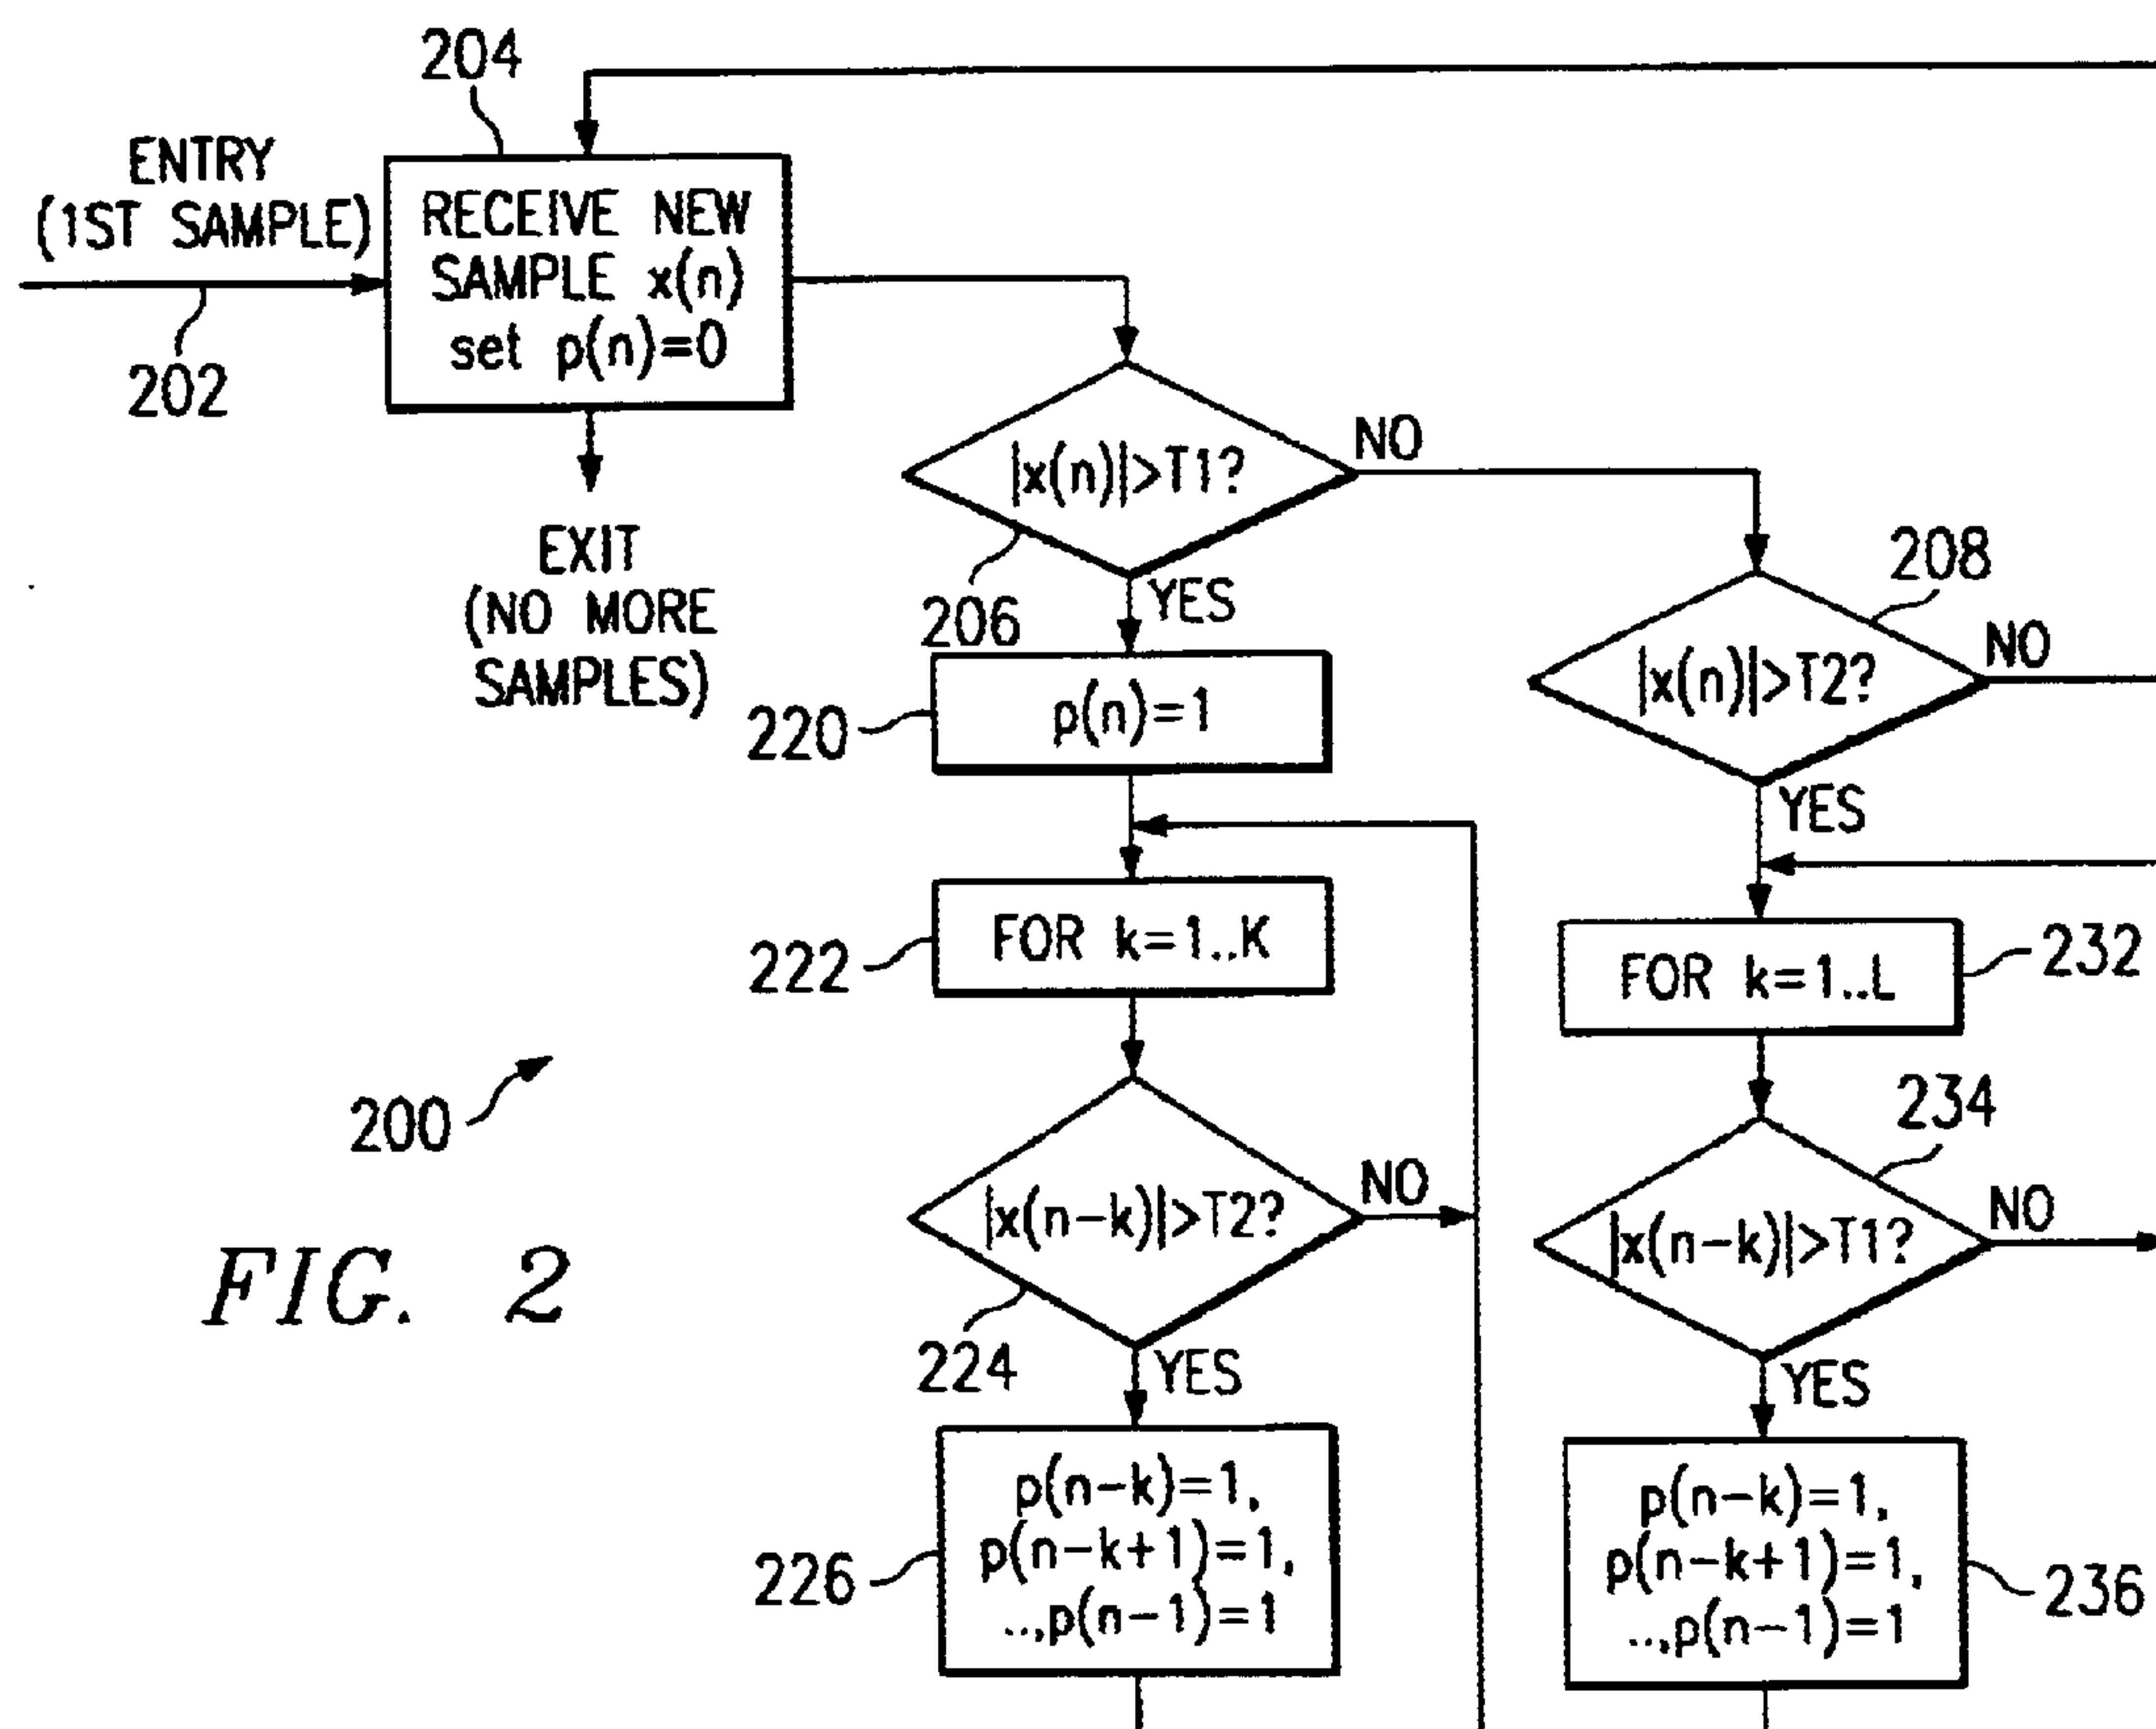 204
ENTRY
(1ST SAMPLE)
202
RECEIVE NEW
SAMPLE x(n)
set p(n)=0
EXIT
(NO MORE
SAMPLES)
|x(n)|>T1?
NO
206
YES
208
|x(n)|>T2?
NO
YES
220
p(n)=1
222
FOR k=1..K
FOR k=1..L
232
200
FIG. 2
|x(n-k)|>T2?
NO
224
YES
234
|x(n-k)|>T1?
NO
YES
226
p(n-k)=1,
p(n-k+1)=1,
..,p(n-1)=1
p(n-k)=1,
p(n-k+1)=1,
..,p(n-1)=1
236